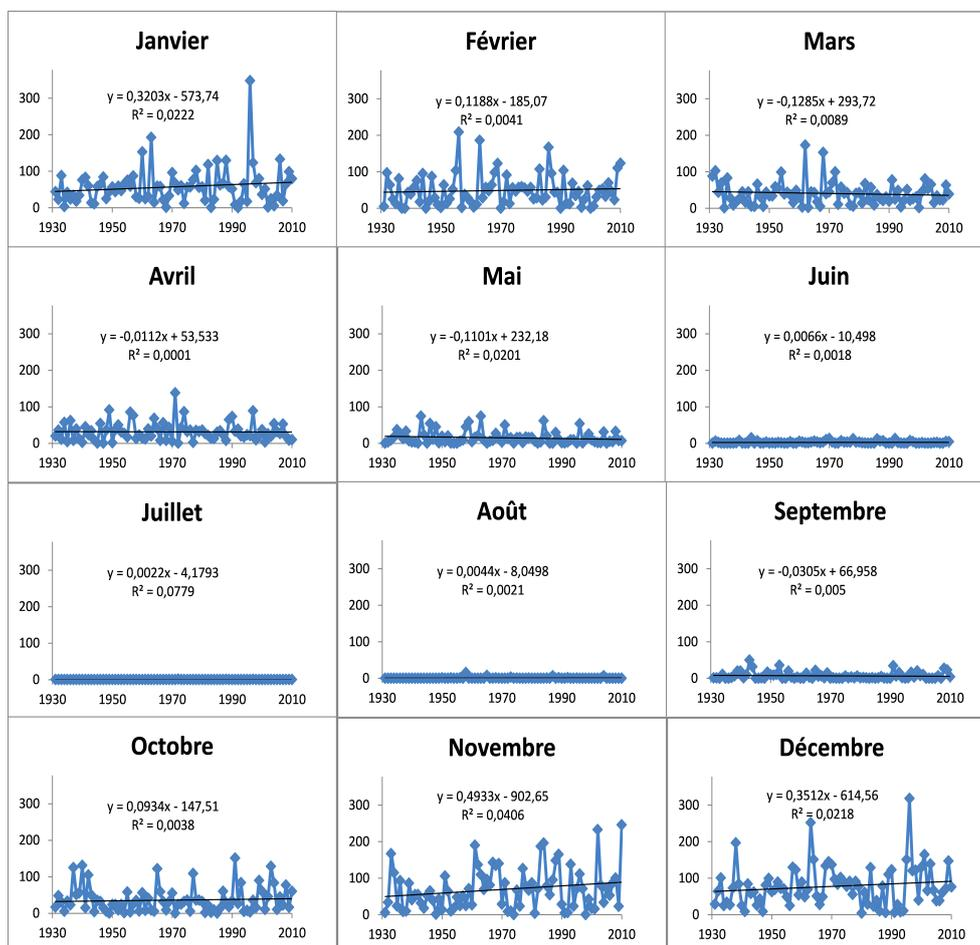 Janvier
y = 0,3203x - 573,74
R² = 0,0222
300
200
100
0
1930 1950 1970 1990 2010
Février
y = 0,1188x - 185,07
R² = 0,0041
300
200
100
0
1930 1950 1970 1990 2010
Mars
y = -0,1285x + 293,72
R² = 0,0089
300
200
100
0
1930 1950 1970 1990 2010
Avril
y = -0,0112x + 53,533
R² = 0,0001
300
200
100
0
1930 1950 1970 1990 2010
Mai
y = -0,1101x + 232,18
R² = 0,0201
300
200
100
0
1930 1950 1970 1990 2010
Juin
y = 0,0066x - 10,498
R² = 0,0018
300
200
100
0
1930 1950 1970 1990 2010
Juillet
y = 0,0022x - 4,1793
R² = 0,0779
300
200
100
0
1930 1950 1970 1990 2010
Août
y = 0,0044x - 8,0498
R² = 0,0021
300
200
100
0
1930 1950 1970 1990 2010
Septembre
y = -0,0305x + 66,958
R² = 0,005
300
200
100
0
1930 1950 1970 1990 2010
Octobre
y = 0,0934x - 147,51
R² = 0,0038
300
200
100
0
1930 1950 1970 1990 2010
Novembre
y = 0,4933x - 902,65
R² = 0,0406
300
200
100
0
1930 1950 1970 1990 2010
Décembre
y = 0,3512x - 614,56
R² = 0,0218
300
200
100
0
1930 1950 1970 1990 2010